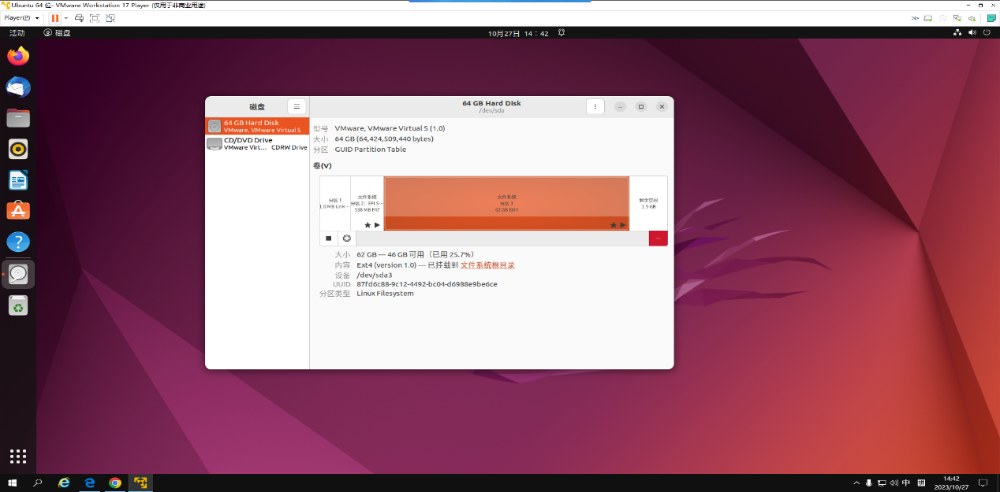 Ubuntu 64 位- VMware Workstation 17 Player (仅用于非商业用途)
Player(P)
活动
磁盘
10月27日 14：42
磁盘
64 GB Hard Disk
/dev/sda
64 GB Hard Disk
VMware, VMware Virtual S
CD/DVD Drive
VMware Virt… CDRW Drive
型号 VMware, VMware Virtual S (1.0)
大小 64 GB (64,424,509,440 bytes)
分区 GUID Partition Table
卷(V)
分区 1
1.0 MB Unk…
文件系统
分区 2：EFI S…
538 MB FAT
文件系统
分区 3
62 GB Ext4
剩余空间
1.9 GB
大小 62 GB — 46 GB 可用（已用 25.7%）
内容 Ext4 (version 1.0) — 已挂载到 文件系统根目录
设备 /dev/sda3
UUID 87fd6c88-9c12-4492-bc04-d6988e9be6ce
分区类型 Linux Filesystem
中
14:42
2023/10/27